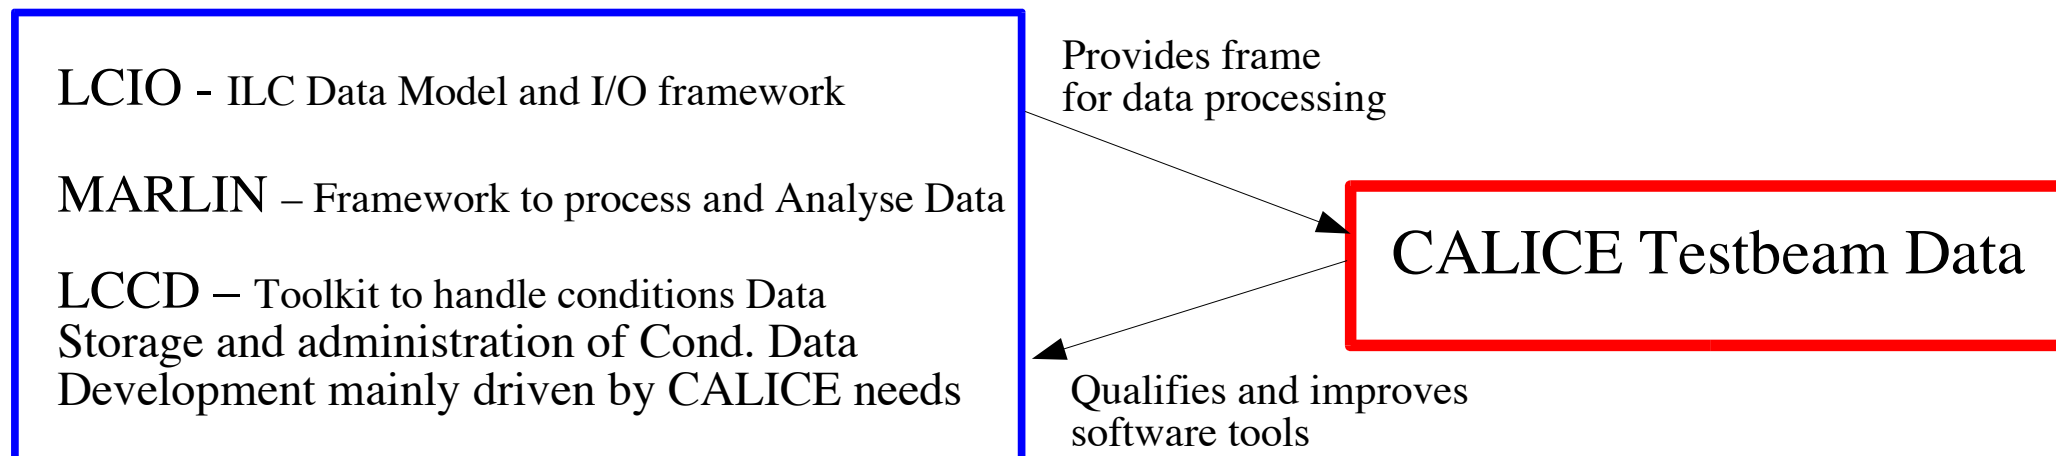 LCIO - ILC Data Model and I/O framework
MARLIN – Framework to process and Analyse Data
LCCD – Toolkit to handle conditions Data
Storage and administration of Cond. Data
Development mainly driven by CALICE needs
Provides frame
for data processing
CALICE Testbeam Data
Qualifies and improves
software tools